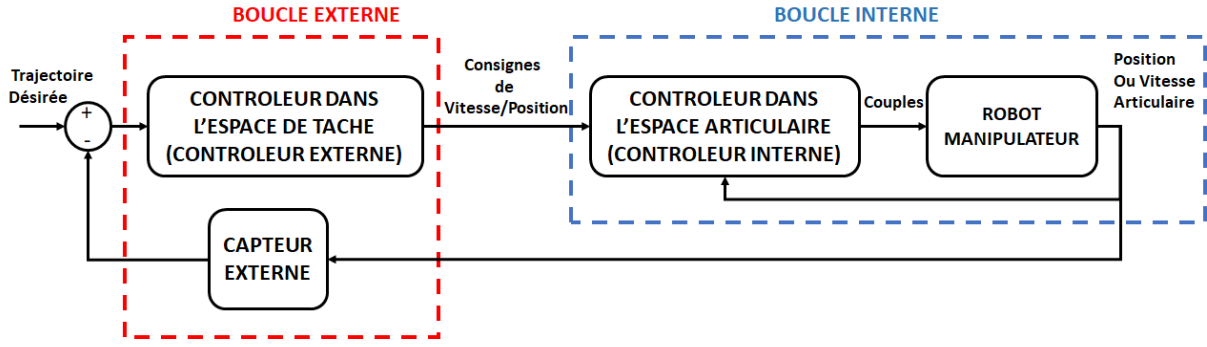 BOUCLE EXTERNE
BOUCLE INTERNE
Trajectoire
Désirée
+
-
CONTROLEUR DANS
L'ESPACE DE TACHE
(CONTROLEUR EXTERNE)
Consignes
de
Vitesse/Position
CONTROLEUR DANS
L'ESPACE ARTICULAIRE
(CONTROLEUR INTERNE)
Couples
ROBOT
MANIPULATEUR
Position
Ou Vitesse
Articulaire
CAPTEUR
EXTERNE